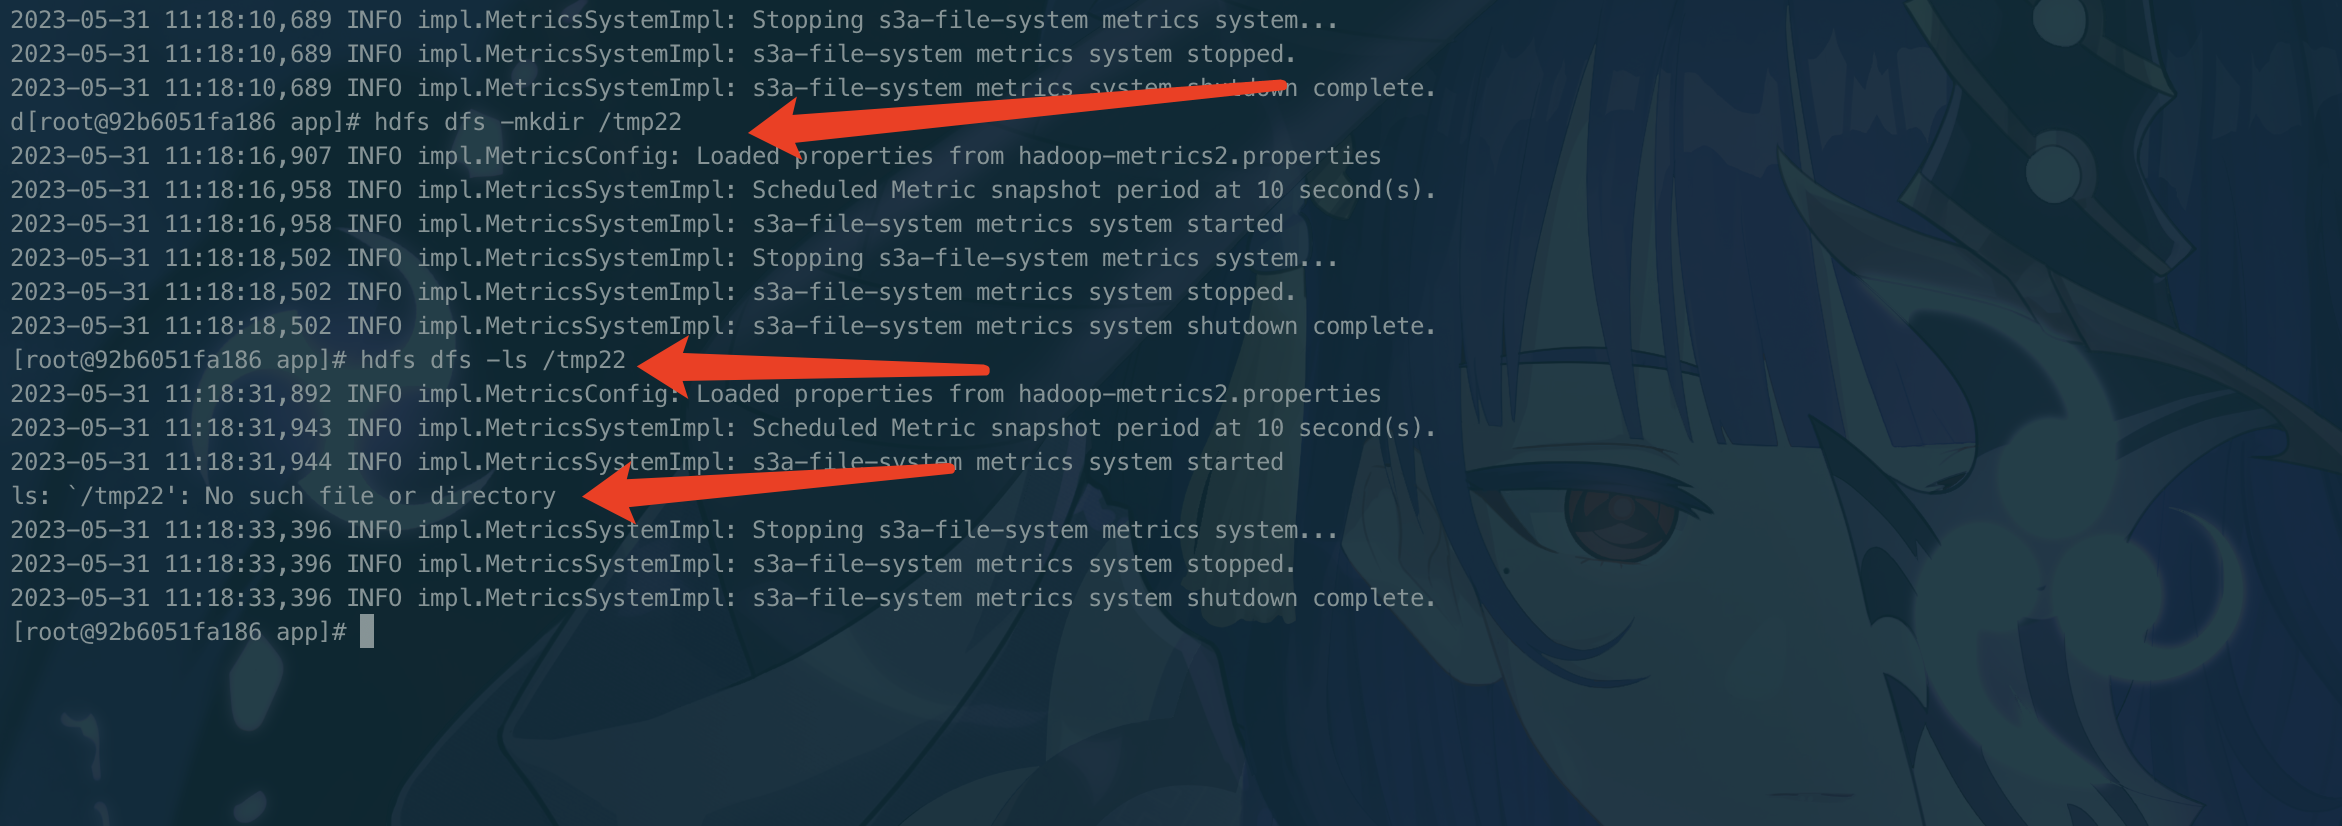 2023-05-31 11:18:10,689 INFO impl.MetricsSystemImpl: Stopping s3a-file-system metrics system...
2023-05-31 11:18:10,689 INFO impl.MetricsSystemImpl: s3a-file-system metrics system stopped.
2023-05-31 11:18:10,689 INFO impl.MetricsSystemImpl: s3a-file-system metrics system shutdown complete.
d[root@92b6051fa186 app]# hdfs dfs -mkdir /tmp22
2023-05-31 11:18:16,907 INFO impl.MetricsConfig: Loaded properties from hadoop-metrics2.properties
2023-05-31 11:18:16,958 INFO impl.MetricsSystemImpl: Scheduled Metric snapshot period at 10 second(s).
2023-05-31 11:18:16,958 INFO impl.MetricsSystemImpl: s3a-file-system metrics system started
2023-05-31 11:18:18,502 INFO impl.MetricsSystemImpl: Stopping s3a-file-system metrics system...
2023-05-31 11:18:18,502 INFO impl.MetricsSystemImpl: s3a-file-system metrics system stopped.
2023-05-31 11:18:18,502 INFO impl.MetricsSystemImpl: s3a-file-system metrics system shutdown complete.
[root@92b6051fa186 app]# hdfs dfs -ls /tmp22
2023-05-31 11:18:31,892 INFO impl.MetricsConfig: Loaded properties from hadoop-metrics2.properties
2023-05-31 11:18:31,943 INFO impl.MetricsSystemImpl: Scheduled Metric snapshot period at 10 second(s).
2023-05-31 11:18:31,944 INFO impl.MetricsSystemImpl: s3a-file-system metrics system started
ls: `/tmp22': No such file or directory
2023-05-31 11:18:33,396 INFO impl.MetricsSystemImpl: Stopping s3a-file-system metrics system...
2023-05-31 11:18:33,396 INFO impl.MetricsSystemImpl: s3a-file-system metrics system stopped.
2023-05-31 11:18:33,396 INFO impl.MetricsSystemImpl: s3a-file-system metrics system shutdown complete.
[root@92b6051fa186 app]#